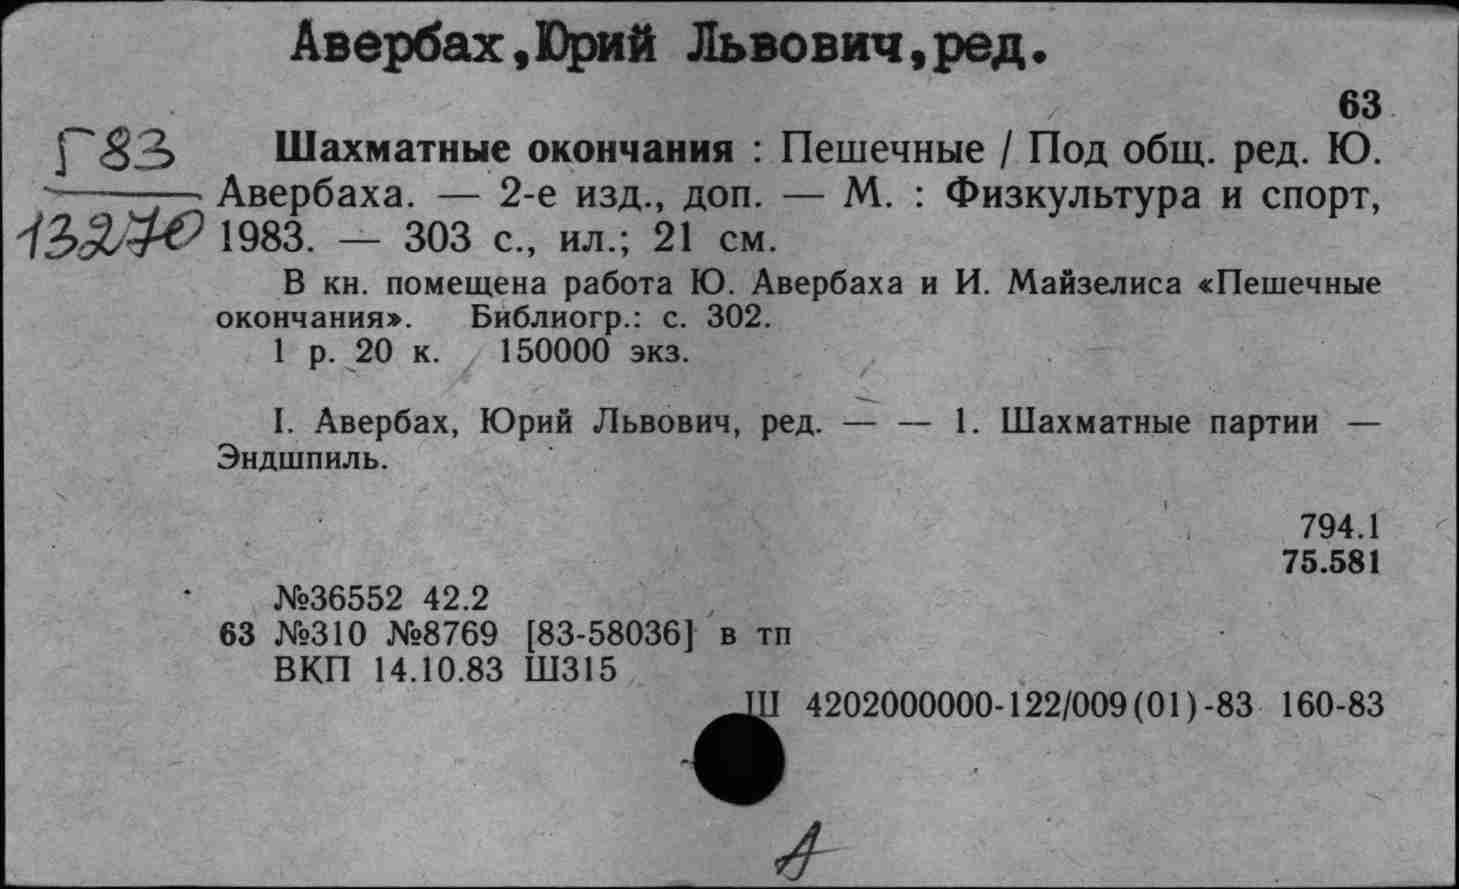 Авербах,Юрий Львович,ред.
63
Г83
13270
Шахматные окончания : Пешечные / Под общ. ред. Ю.
Авербаха. — 2-е изд., доп. — М. : Физкультура и спорт,
1983. — 303 с., ил.; 21 см.
В кн. помещена работа Ю. Авербаха и И. Майзелиса «Пешечные
окончания». Библиогр.: с. 302.
1 р. 20 к. 150000 экз.
I. Авербах, Юрий Львович, ред. — — 1. Шахматные партии —
Эндшпиль.
794.1
75.581
№36552 42.2
63 №310 №8769 [83-58036] в тп
ВКП 14.10.83 Ш315
Ш 4202000000-122/009(01)-83 160-83
А